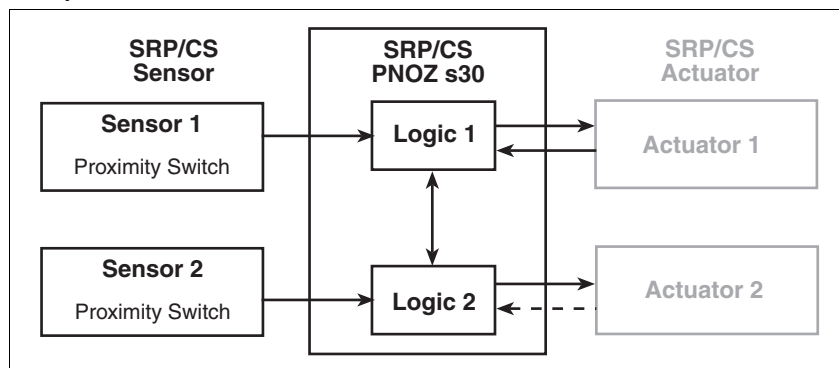 SRP/CS
Sensor
SRP/CS
PNOZ s30
SRP/CS
Actuator
Sensor 1
Proximity Switch
Logic 1
Actuator 1
Sensor 2
Proximity Switch
Logic 2
Actuator 2